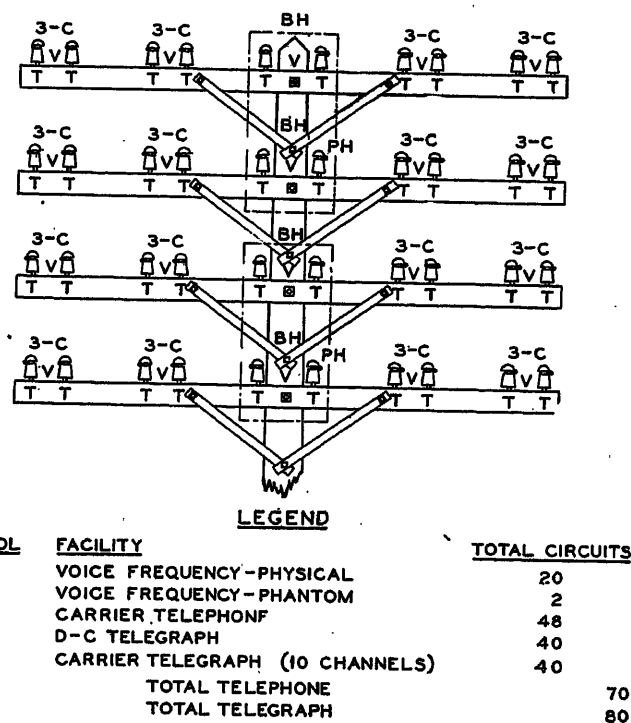 BH
3-C 3-C 3-C 3-C
V V V V V
T T T T T T T T T T
BH
3-C 3-C PH 3-C 3-C
V V V V V
T T T T T T T T T T
BH
3-C 3-C 3-C 3-C
V V V V V
T T T T T T T T T T
BH
3-C 3-C PH 3-C 3-C
V V V V V
T T T T T T T T T T
LEGEND
OL FACILITY TOTAL CIRCUITS
VOICE FREQUENCY-PHYSICAL 20
VOICE FREQUENCY-PHANTOM 2
CARRIER TELEPHONF 48
D-C TELEGRAPH 40
CARRIER TELEGRAPH (10 CHANNELS) 40
TOTAL TELEPHONE 70
TOTAL TELEGRAPH 80